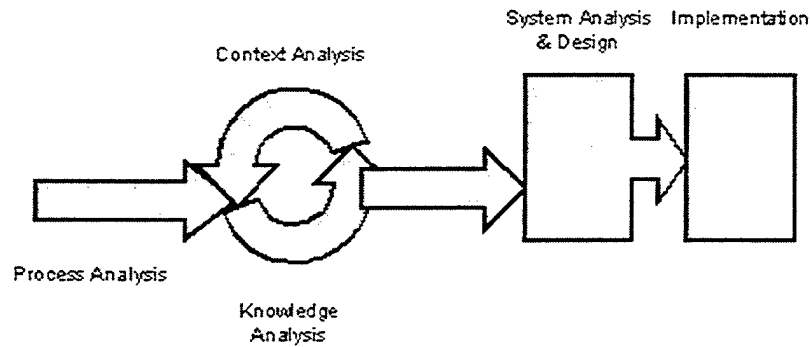 System Analysis
& Design
Implementation
Context Analysis
Process Analysis
Knowledge
Analysis